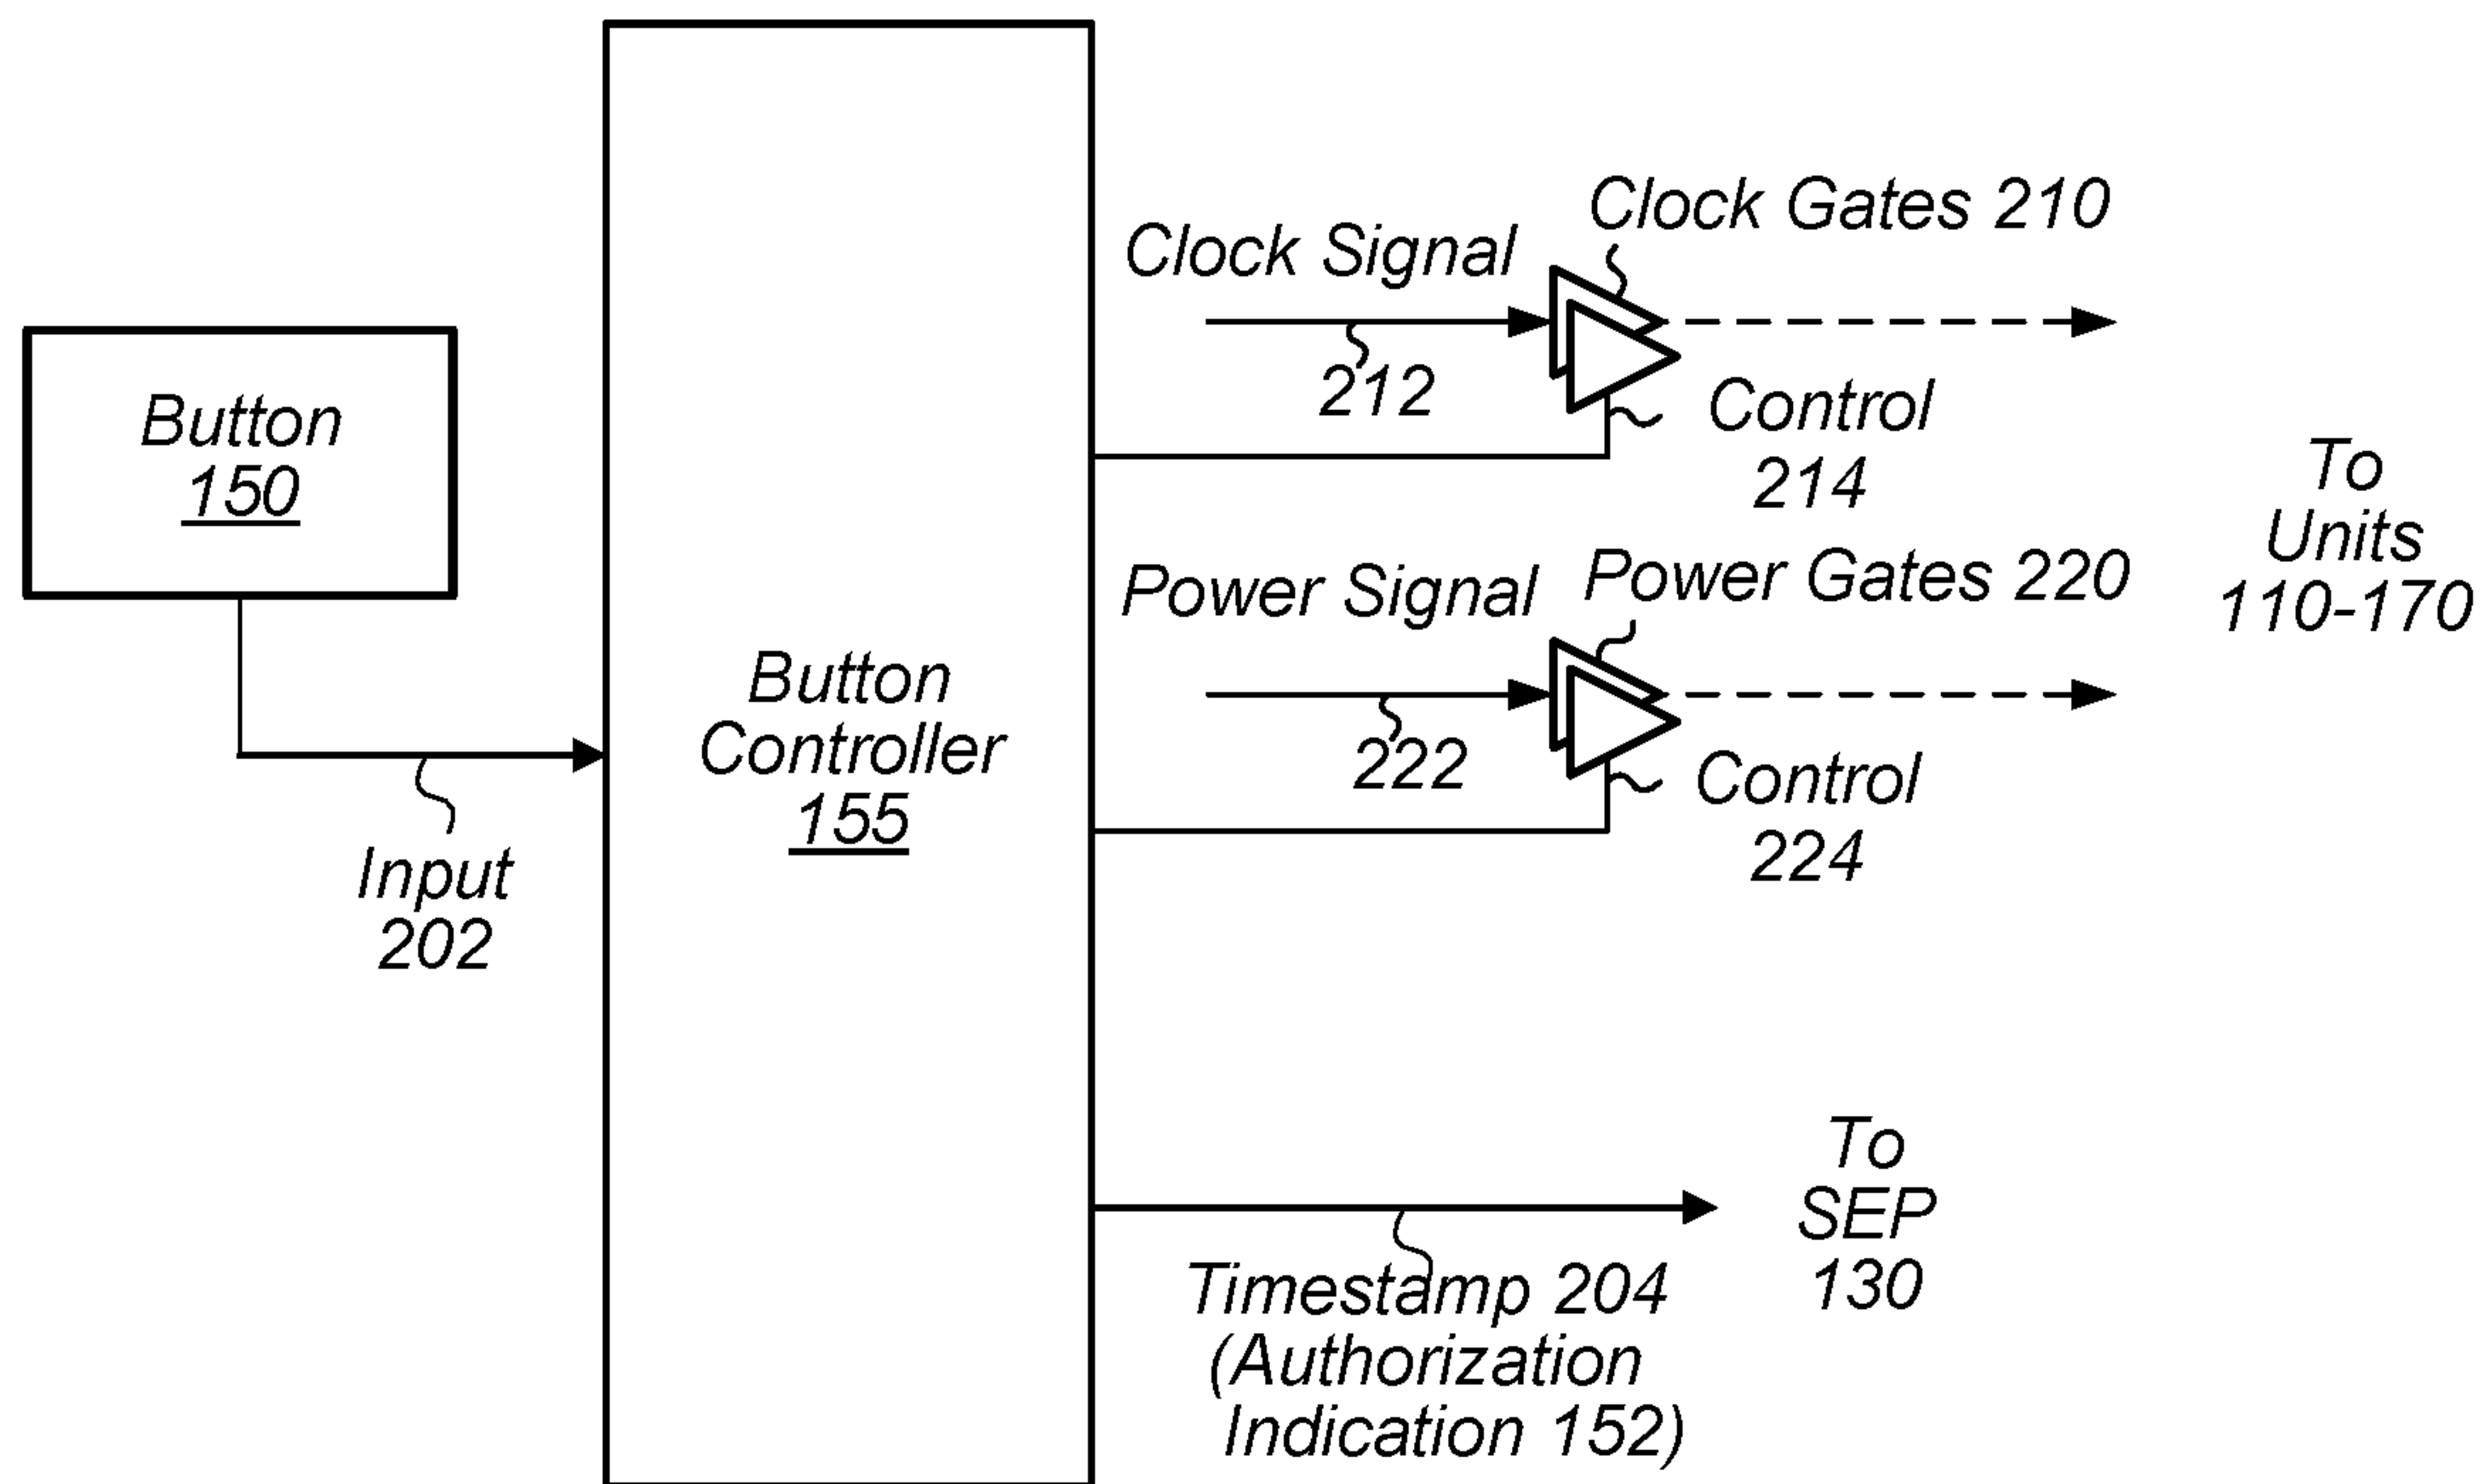 Button
150
Input
202
Button
Controller
155
Clock Signal
212
Clock Gates 210
Control
214
Power Signal
222
Power Gates 220
Control
224
To
Units
110-170
Timestamp 204
(Authorization
Indication 152)
To
SEP
130